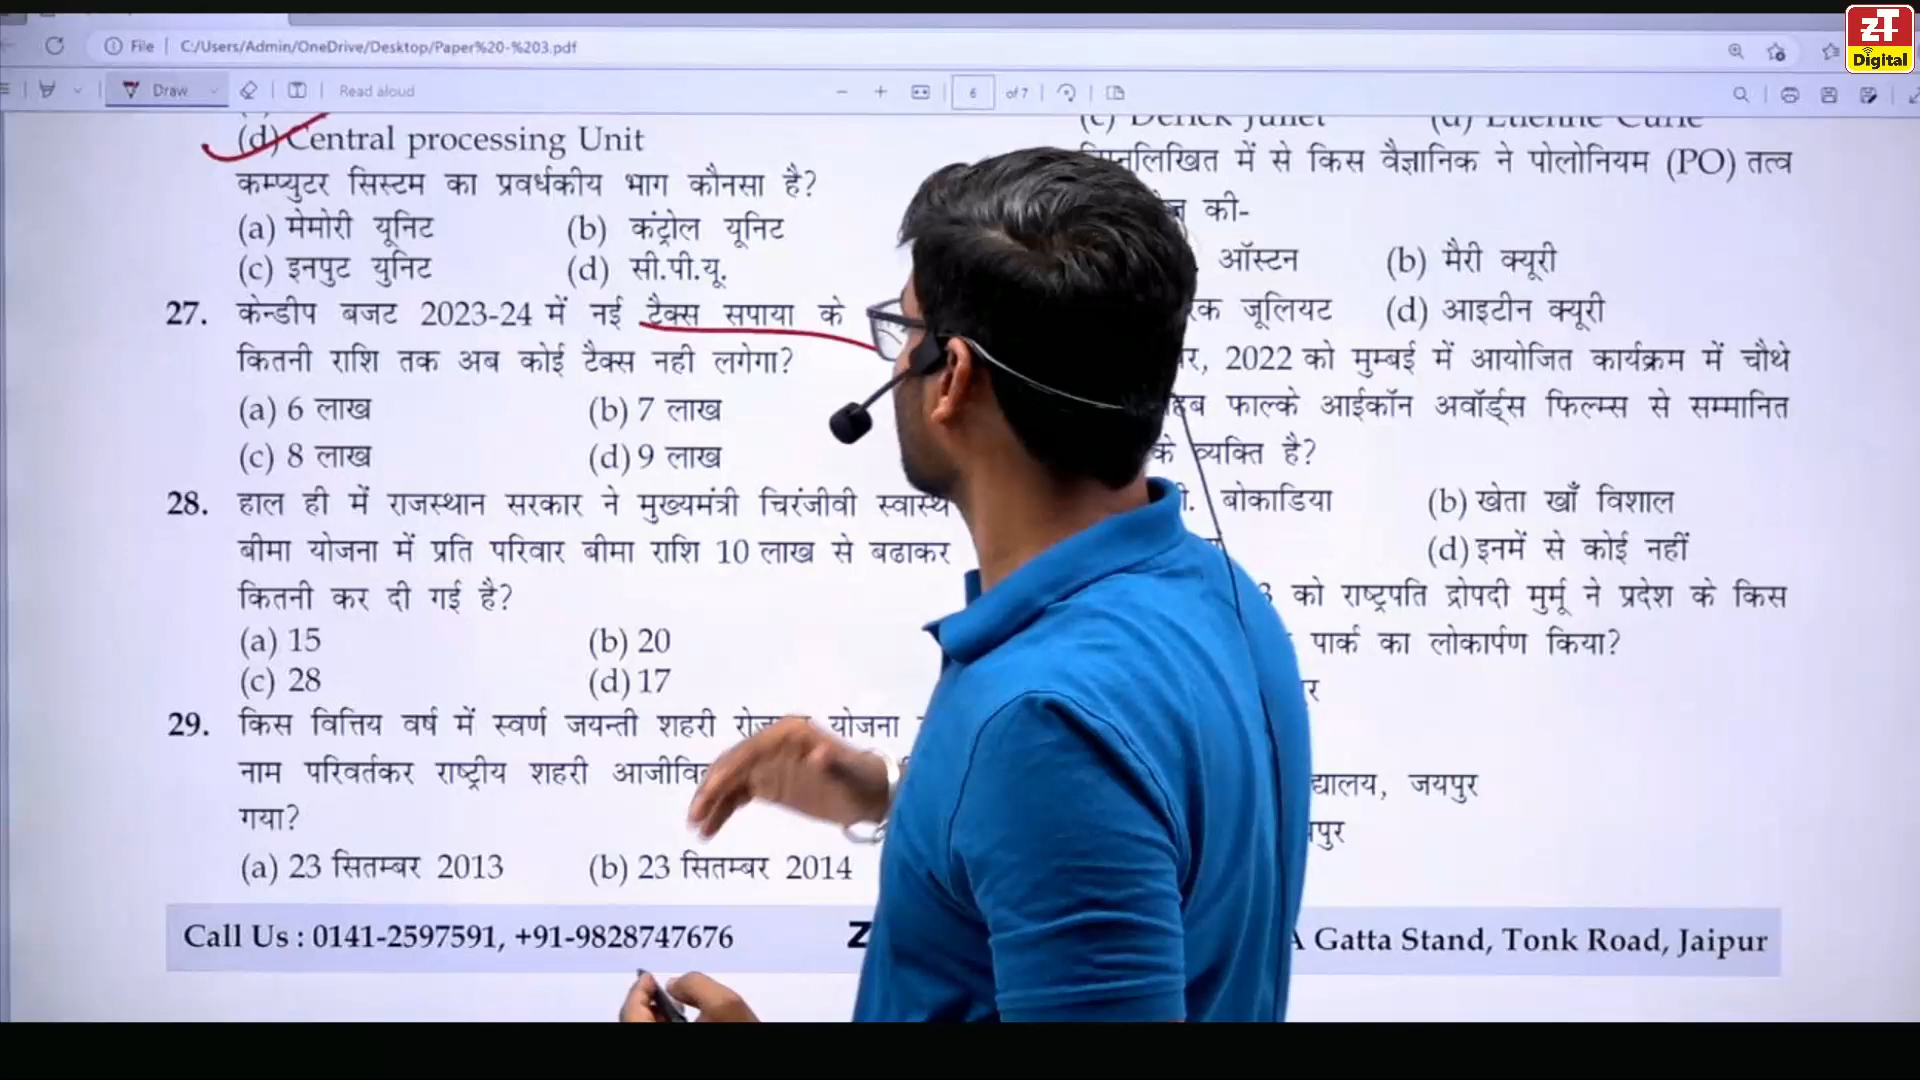 File C:/Users/Admin/OneDrive/Desktop/Paper%20-%203.pdf
zT
Digital
Draw Read aloud 6 of 7
(d) Central processing Unit
कम्प्युटर सिस्टम का प्रवर्धकीय भाग कौनसा है?
(a) मेमोरी यूनिट (b) कंट्रोल यूनिट
(c) इनपुट युनिट (d) सी.पी.यू.
27. केन्डीप बजट 2023-24 में नई टैक्स सपाया के
कितनी राशि तक अब कोई टैक्स नही लगेगा?
(a) 6 लाख (b) 7 लाख
(c) 8 लाख (d) 9 लाख
28. हाल ही में राजस्थान सरकार ने मुख्यमंत्री चिरंजीवी
बीमा योजना में प्रति परिवार बीमा राशि 10 लाख से बढाकर
कितनी कर दी गई है?
(a) 15 (b) 20
(c) 28 (d) 17
29. किस वित्तिय वर्ष में स्वर्ण जयन्ती शहरी योजना
नाम परिवर्तकर राष्ट्रीय शहरी
गया?
(a) 23 सितम्बर 2013 (b) 23 सितम्बर 2014
में से किस वैज्ञानिक ने पोलोनियम (PO) तत्व
की-
ऑस्टन (b) मैरी क्यूरी
जूलियट (d) आइटीन क्यूरी
2022 को मुम्बई में आयोजित कार्यक्रम में चौथे
फाल्के आईकॉन अवॉर्ड्स फिल्म्स से सम्मानित
के व्यक्ति है?
बोकाडिया (b) खेता खाँ विशाल
(d) इनमें से कोई नहीं
को राष्ट्रपति द्रोपदी मुर्मू ने प्रदेश के किस
पार्क का लोकार्पण किया?
जयपुर
Call Us : 0141-2597591, +91-9828747676 Gatta Stand, Tonk Road, Jaipur